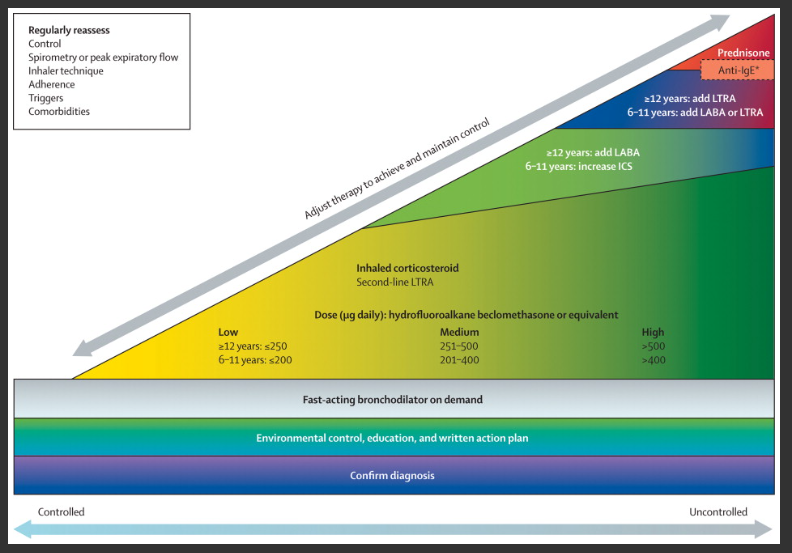 Regularly reassess
Control
Spirometry or peak expiratory flow
Inhaler technique
Adherence
Triggers
Comorbidities
Adjust therapy to achieve and maintain control
Prednisone
Anti-IgE*
≥12 years: add LTRA
6–11 years: add LABA or LTRA
≥12 years: add LABA
6–11 years: increase ICS
Inhaled corticosteroid
Second-line LTRA
Dose (µg daily): hydrofluoroalkane beclomethasone or equivalent
Low Medium High
≥12 years: ≤250 251–500 >500
6–11 years: ≤200 201–400 >400
Fast-acting bronchodilator on demand
Environmental control, education, and written action plan
Confirm diagnosis
Controlled Uncontrolled